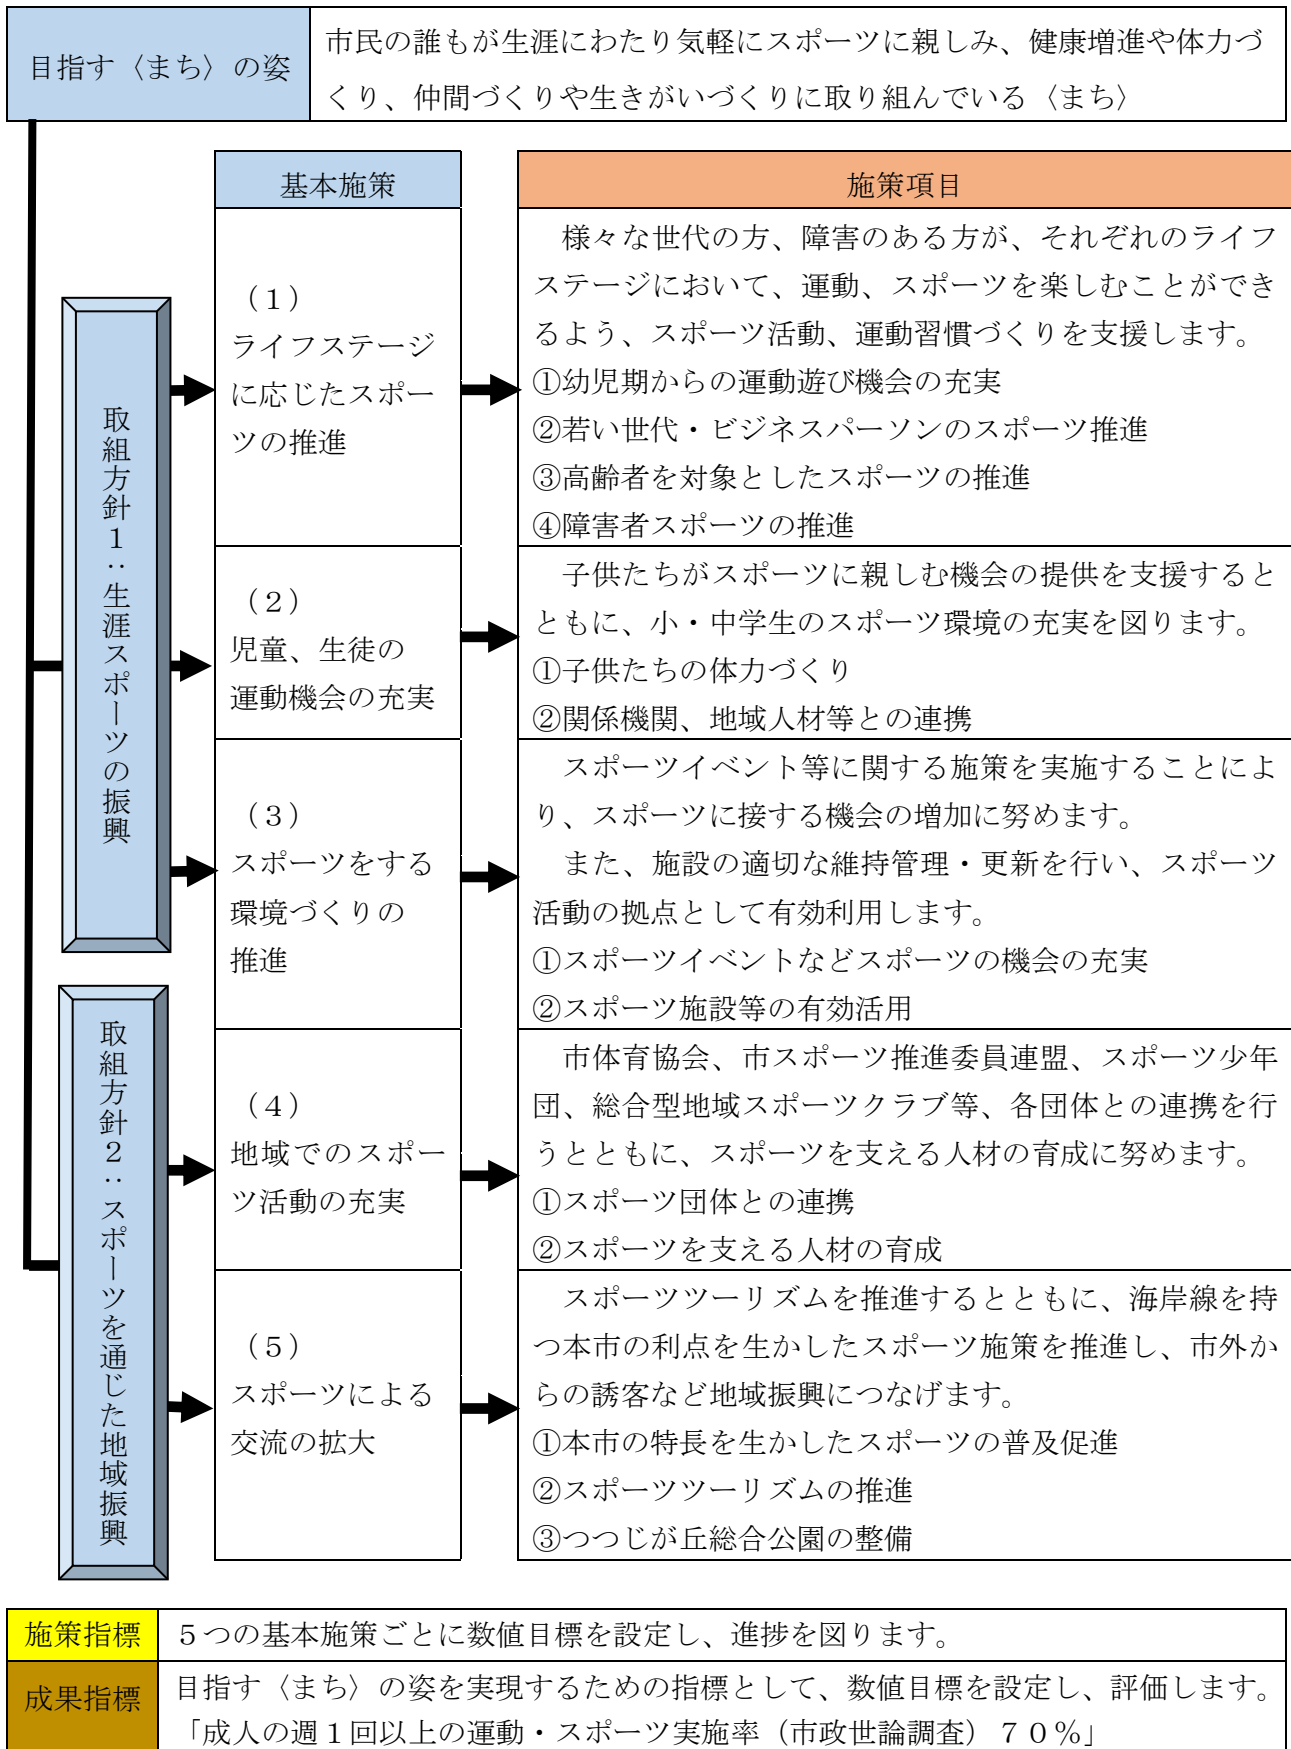 目指す〈まち〉の姿
市民の誰もが生涯にわたり気軽にスポーツに親しみ、健康増進や体力づ
くり、仲間づくりや生きがいづくりに取り組んでいる〈まち〉
基本施策
施策項目
取組方針１：生涯スポーツの振興
（１）
ライフステージ
に応じたスポー
ツの推進
様々な世代の方、障害のある方が、それぞれのライフ
ステージにおいて、運動、スポーツを楽しむことができ
るよう、スポーツ活動、運動習慣づくりを支援します。
①幼児期からの運動遊び機会の充実
②若い世代・ビジネスパーソンのスポーツ推進
③高齢者を対象としたスポーツの推進
④障害者スポーツの推進
（２）
児童、生徒の
運動機会の充実
子供たちがスポーツに親しむ機会の提供を支援すると
ともに、小・中学生のスポーツ環境の充実を図ります。
①子供たちの体力づくり
②関係機関、地域人材等との連携
（３）
スポーツをする
環境づくりの
推進
スポーツイベント等に関する施策を実施することによ
り、スポーツに接する機会の増加に努めます。
また、施設の適切な維持管理・更新を行い、スポーツ
活動の拠点として有効利用します。
①スポーツイベントなどスポーツの機会の充実
②スポーツ施設等の有効活用
取組方針２：スポーツを通じた地域振興
（４）
地域でのスポー
ツ活動の充実
市体育協会、市スポーツ推進委員連盟、スポーツ少年
団、総合型地域スポーツクラブ等、各団体との連携を行
うとともに、スポーツを支える人材の育成に努めます。
①スポーツ団体との連携
②スポーツを支える人材の育成
（５）
スポーツによる
交流の拡大
スポーツツーリズムを推進するとともに、海岸線を持
つ本市の利点を生かしたスポーツ施策を推進し、市外か
らの誘客など地域振興につなげます。
①本市の特長を生かしたスポーツの普及促進
②スポーツツーリズムの推進
③つつじが丘総合公園の整備
施策指標
５つの基本施策ごとに数値目標を設定し、進捗を図ります。
成果指標
目指す〈まち〉の姿を実現するための指標として、数値目標を設定し、評価します。
「成人の週１回以上の運動・スポーツ実施率（市政世論調査）７０％」